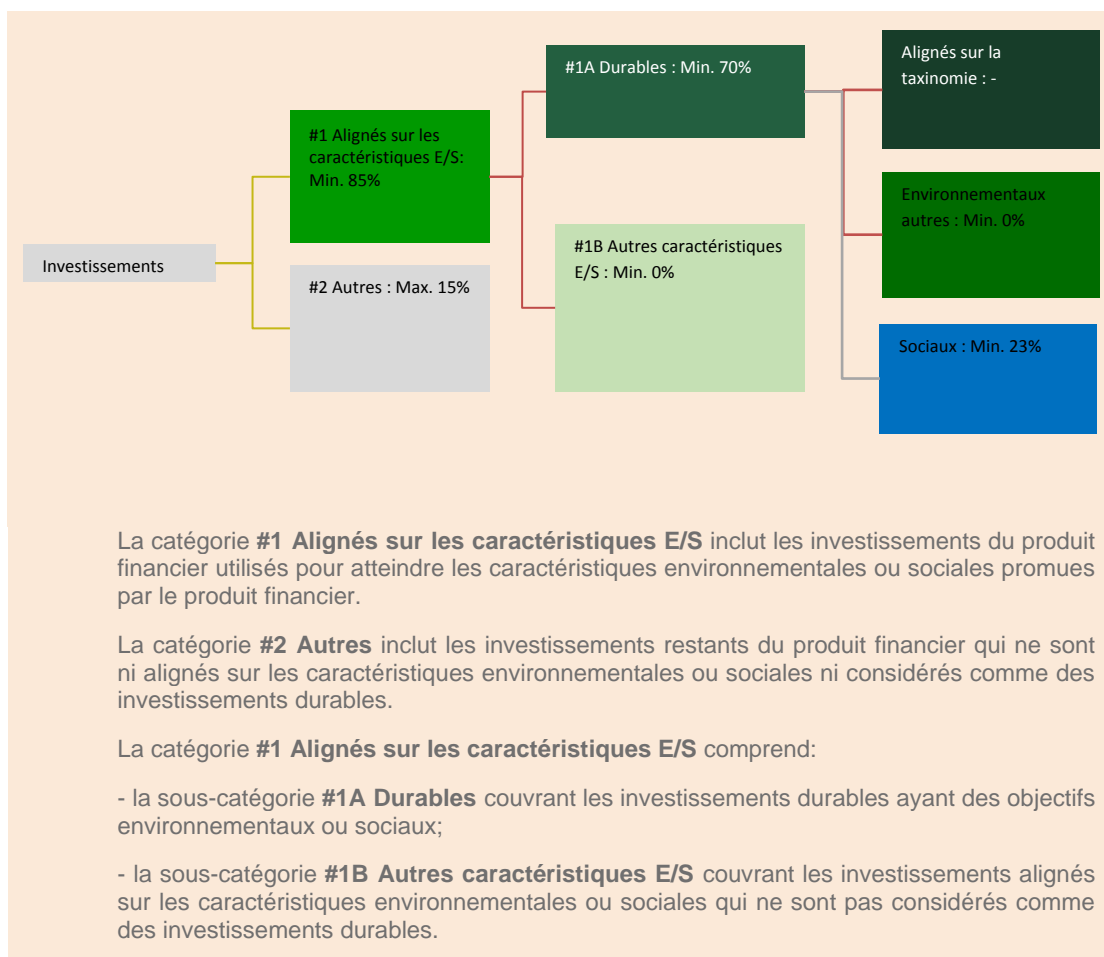 Investissements
#1 Alignés sur les
caractéristiques E/S:
Min. 85%
#2 Autres : Max. 15%
#1A Durables : Min. 70%
#1B Autres caractéristiques
E/S : Min. 0%
Alignés sur la
taxinomie : -
Environnementaux
autres : Min. 0%
Sociaux : Min. 23%
La catégorie #1 Alignés sur les caractéristiques E/S inclut les investissements du produit
financier utilisés pour atteindre les caractéristiques environnementales ou sociales promues
par le produit financier.
La catégorie #2 Autres inclut les investissements restants du produit financier qui ne sont
ni alignés sur les caractéristiques environnementales ou sociales ni considérés comme des
investissements durables.
La catégorie #1 Alignés sur les caractéristiques E/S comprend:
- la sous-catégorie #1A Durables couvrant les investissements durables ayant des objectifs
environnementaux ou sociaux;
- la sous-catégorie #1B Autres caractéristiques E/S couvrant les investissements alignés
sur les caractéristiques environnementales ou sociales qui ne sont pas considérés comme
des investissements durables.